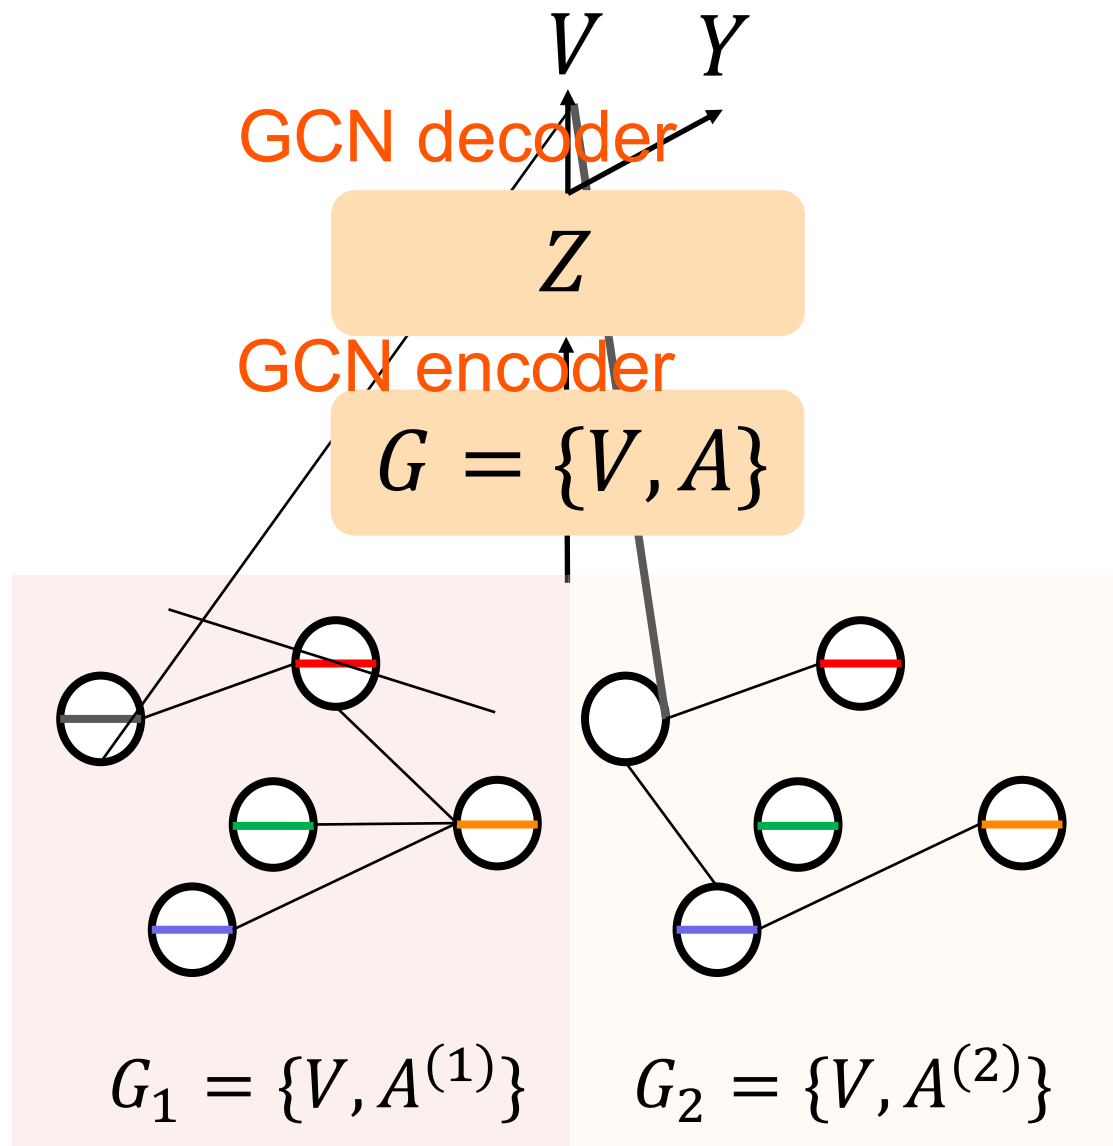 V Y
GCN decoder
Z
GCN encoder
G = {V, A}
G₁ = {V, A⁽¹⁾} G₂ = {V, A⁽²⁾}